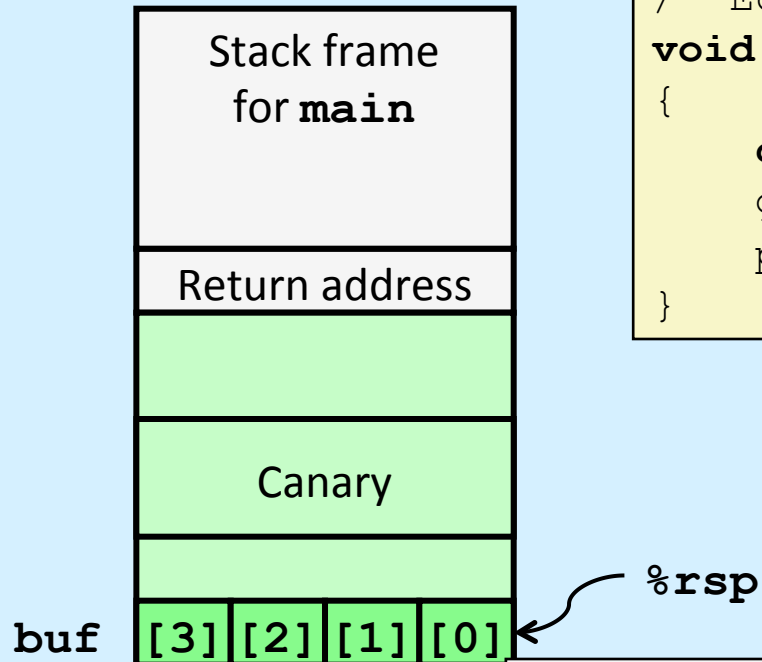 Stack frame
for main
Return address
Canary
buf [3] [2] [1] [0]
%rsp
void
{
}